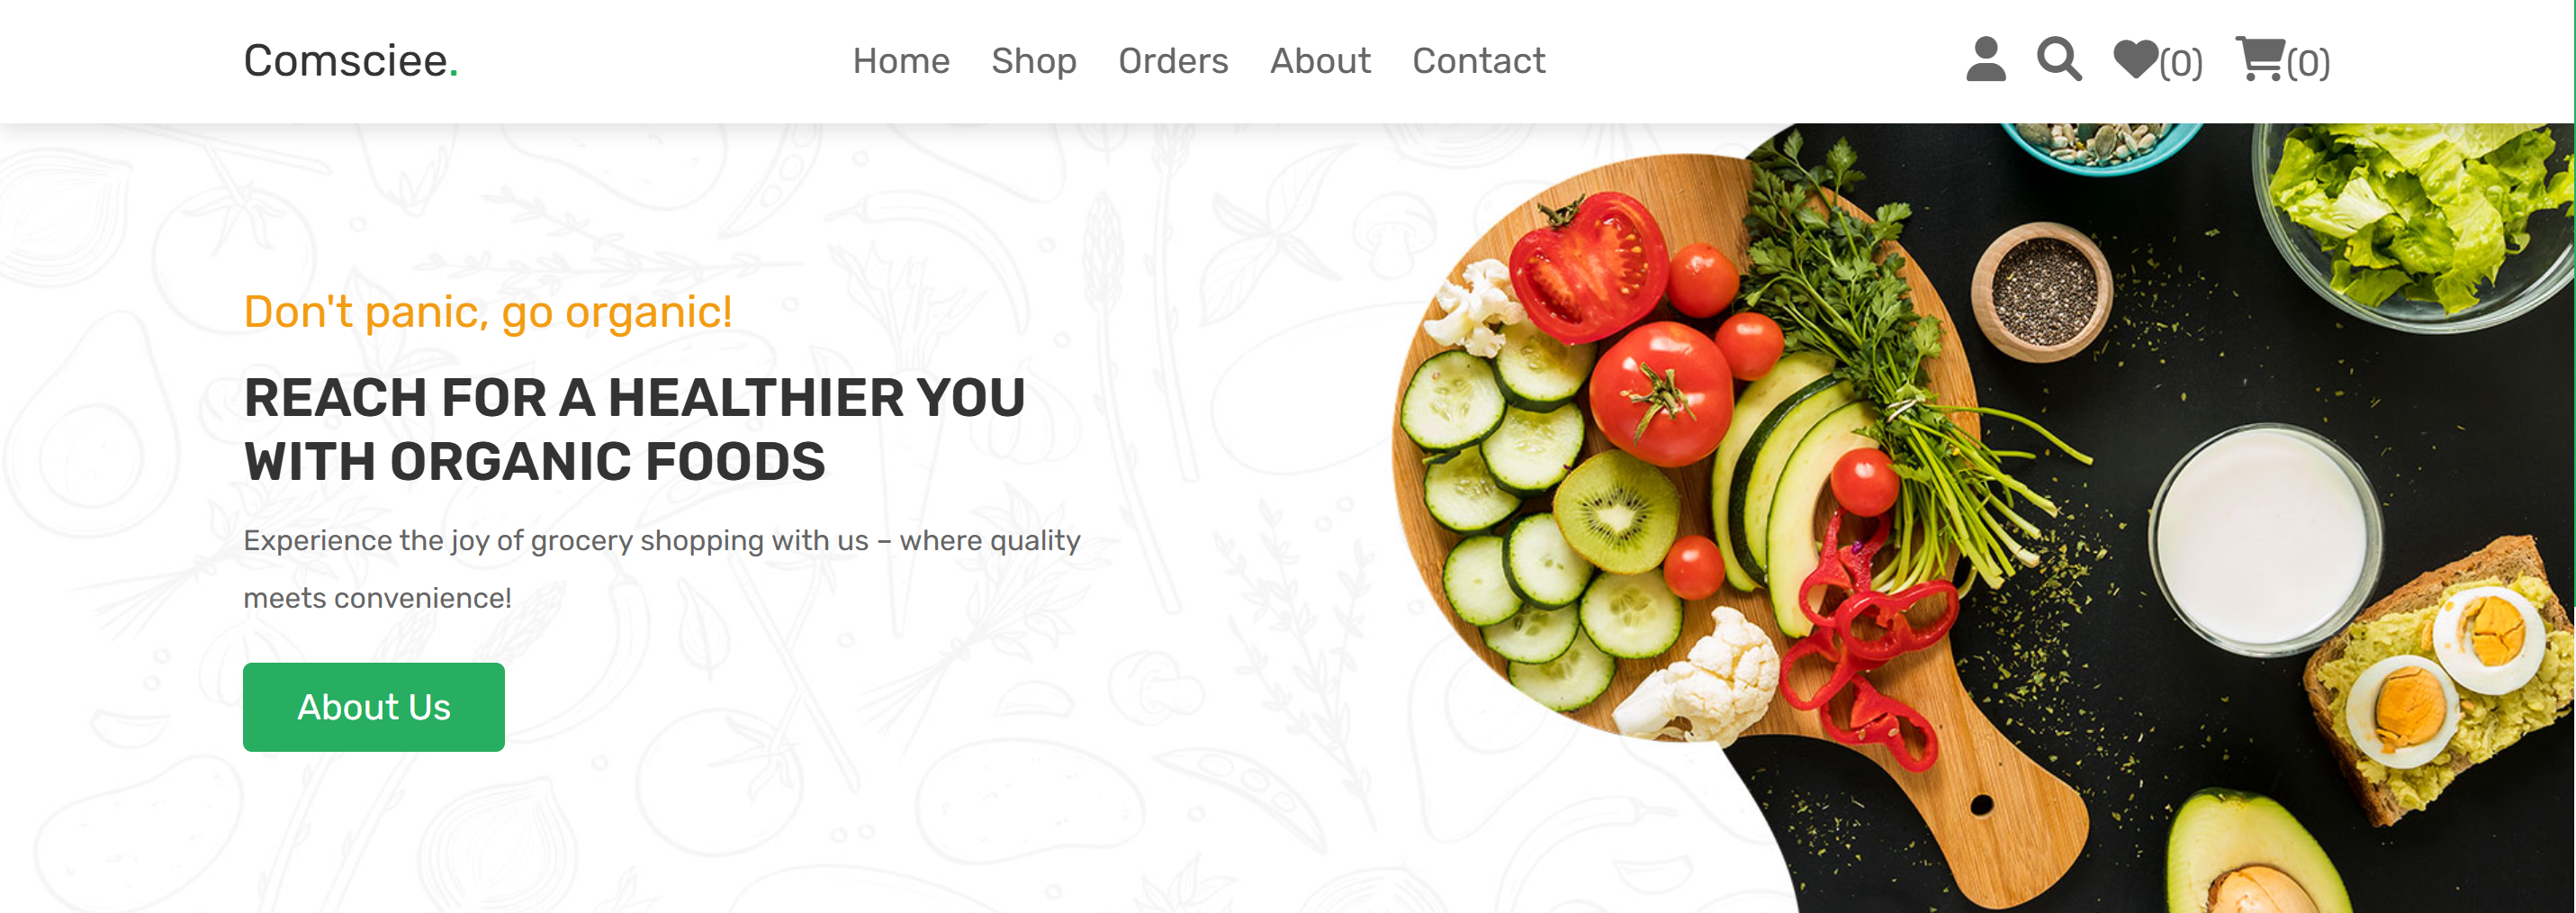 Comsciee.
Home Shop Orders About Contact
(0) (0)
Don't panic, go organic!
REACH FOR A HEALTHIER YOU
WITH ORGANIC FOODS
Experience the joy of grocery shopping with us – where quality
meets convenience!
About Us